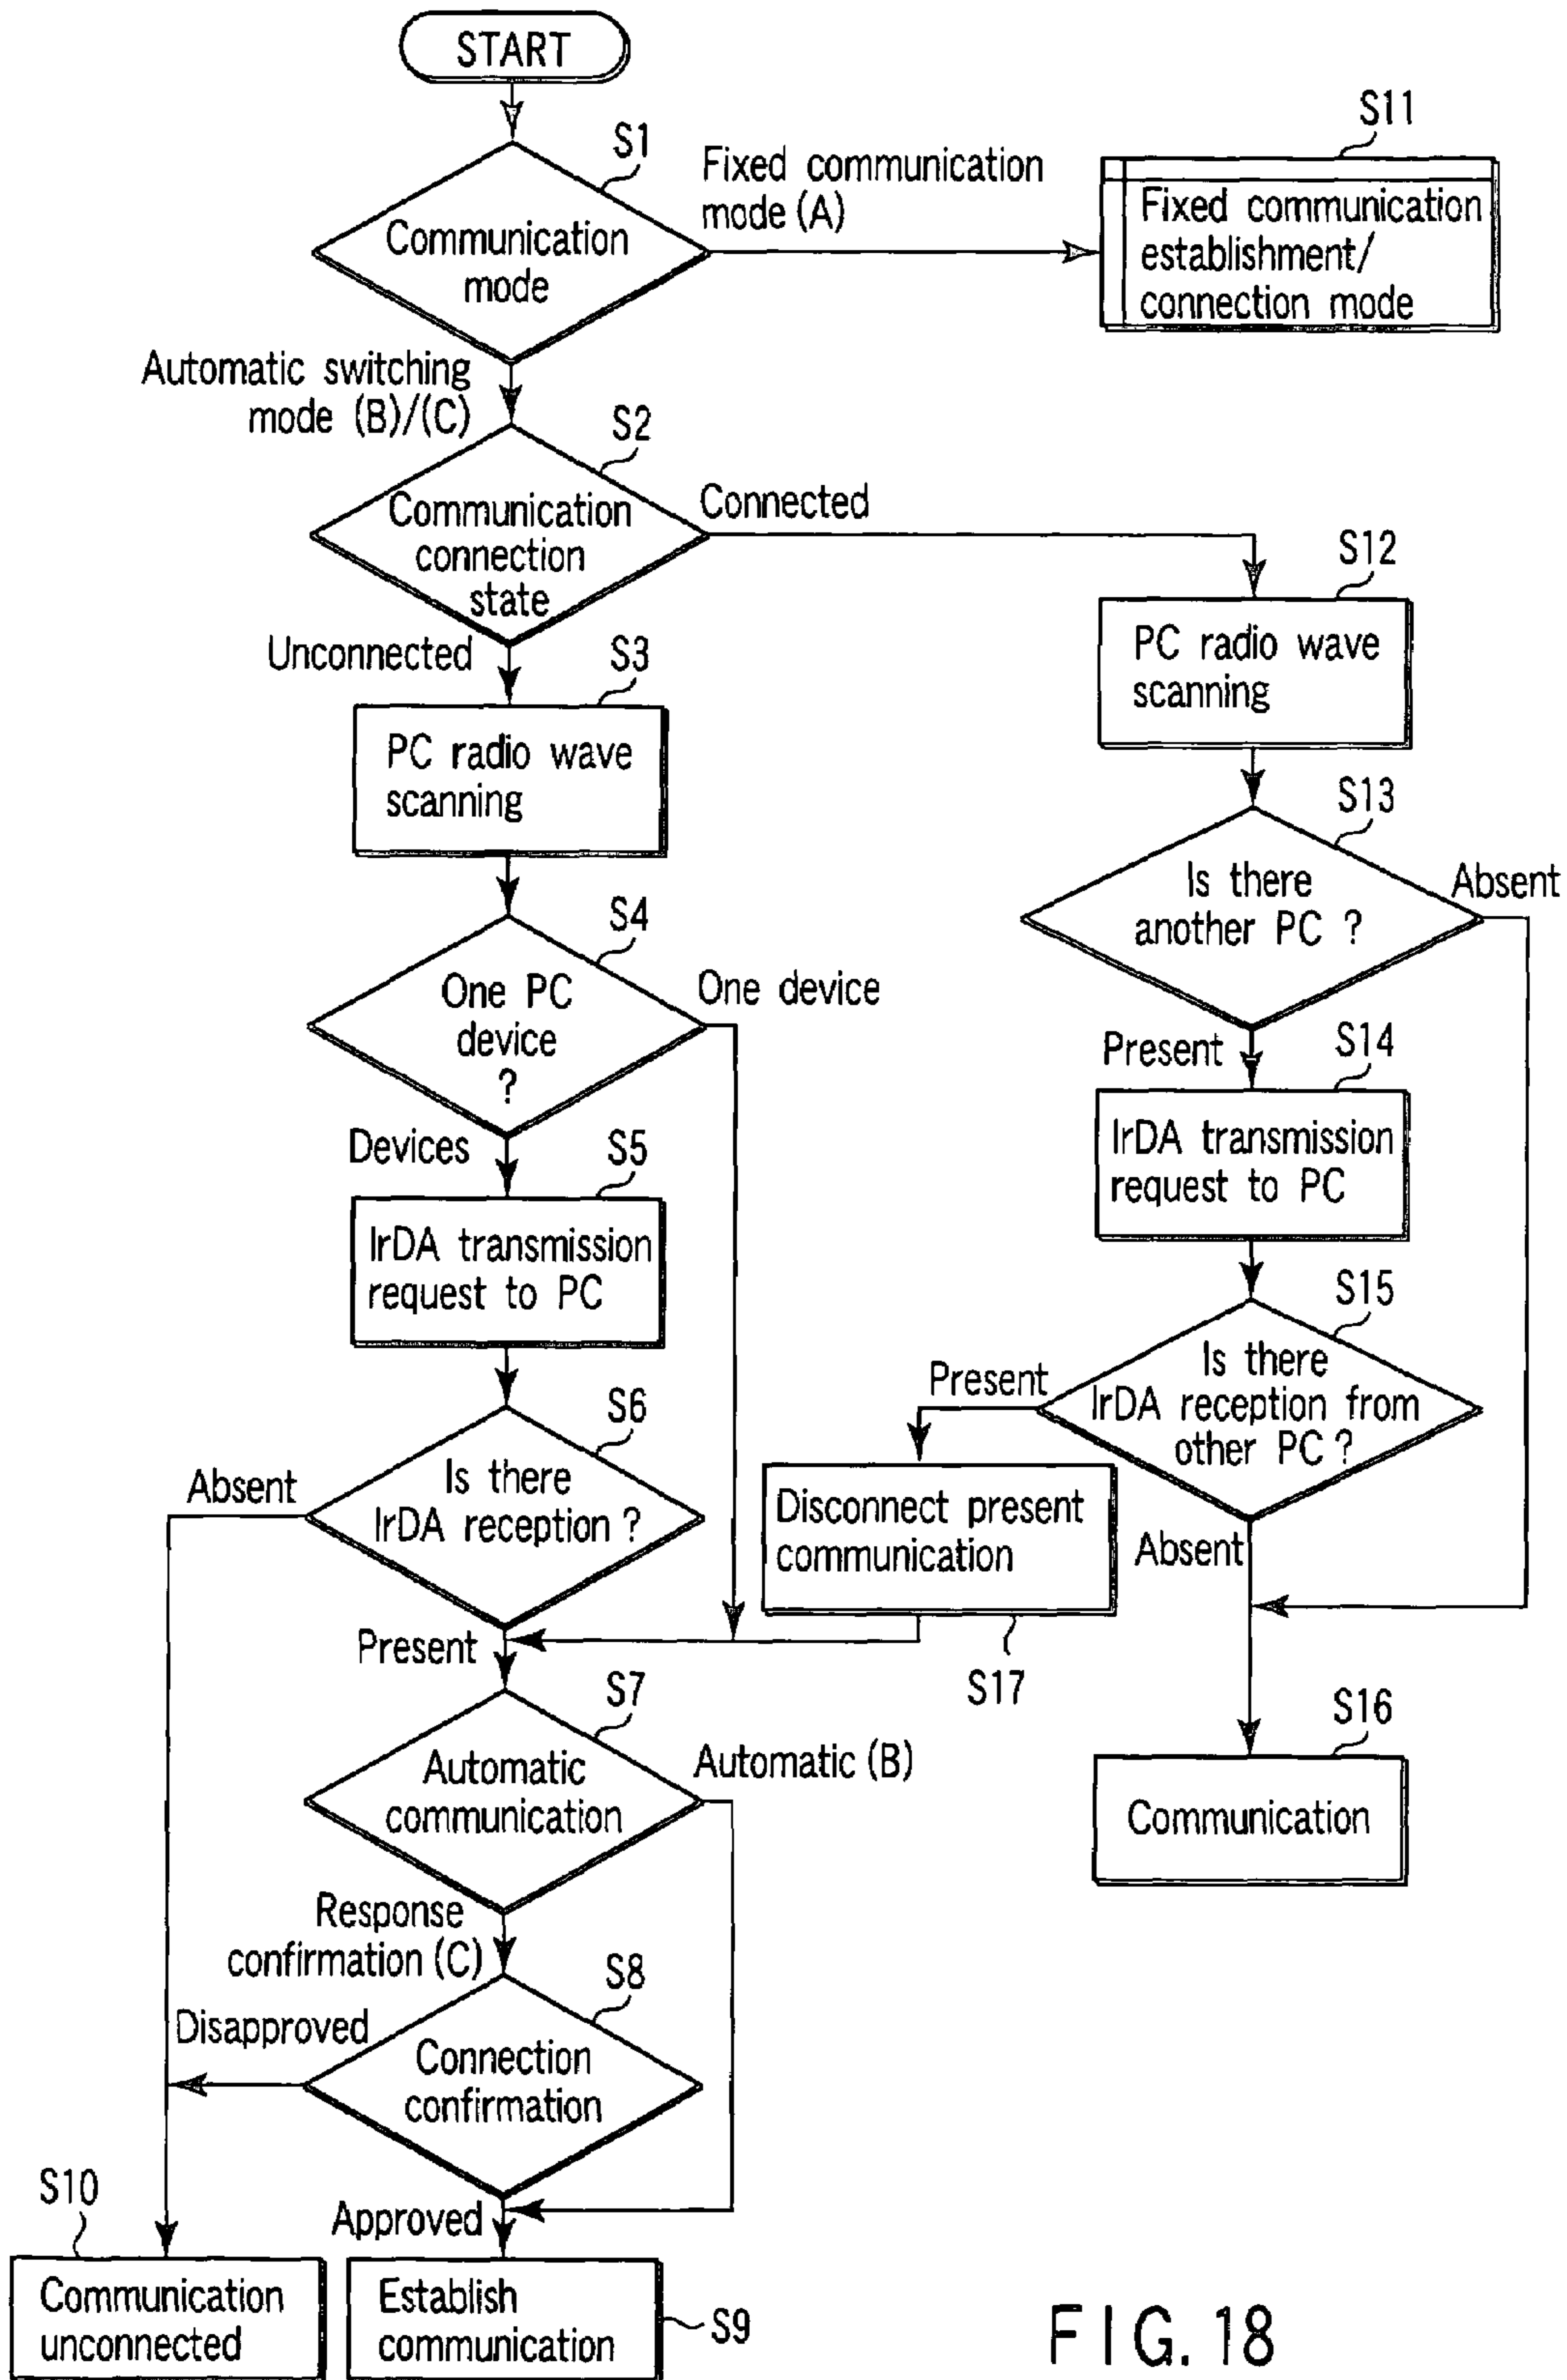 START
S1
Communication
mode
Fixed communication
mode (A)
S11
Fixed communication
establishment/
connection mode
Automatic switching
mode (B)/(C)
S2
Communication
connection
state
Connected
Unconnected
S3
PC radio wave
scanning
S4
One PC
device
?
One device
Devices
S5
IrDA transmission
request to PC
S6
Is there
IrDA reception ?
Absent
Present
S7
Automatic
communication
Automatic (B)
Response
confirmation (C)
S8
Connection
confirmation
Disapproved
Approved
S10
Communication
unconnected
Establish
communication
S9
S12
PC radio wave
scanning
S13
Is there
another PC ?
Absent
Present
S14
IrDA transmission
request to PC
S15
Is there
IrDA reception from
other PC ?
Present
Disconnect present
communication
S17
Absent
S16
Communication
FIG. 18